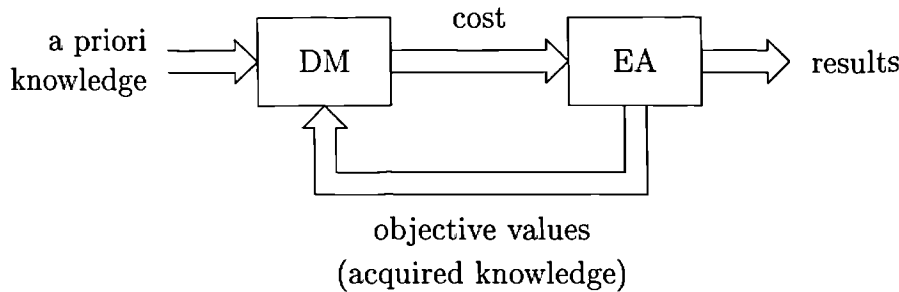 a priori
knowledge
DM
cost
EA
results
objective values
(acquired knowledge)